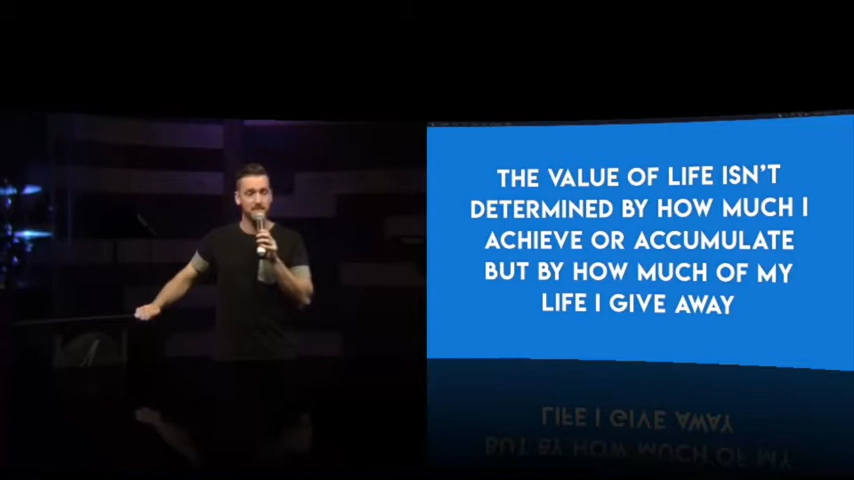 THE VALUE OF LIFE ISN'T
DETERMINED BY HOW MUCH I
ACHIEVE OR ACCUMULATE
BUT BY HOW MUCH OF MY
LIFE I GIVE AWAY